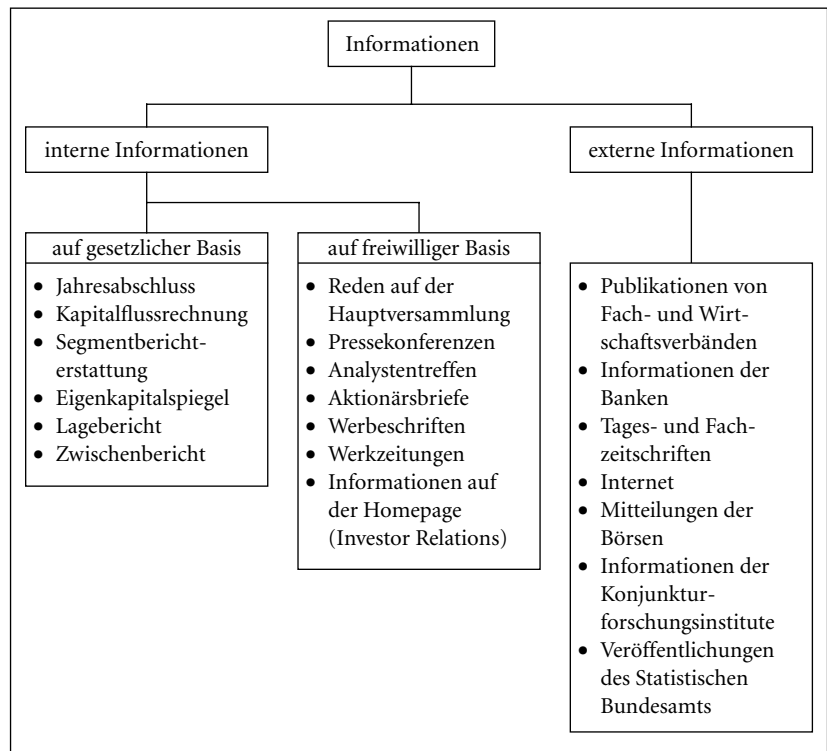 Informationen
interne Informationen
externe Informationen
auf gesetzlicher Basis
• Jahresabschluss
• Kapitalflussrechnung
• Segmentbericht-
erstattung
• Eigenkapitalspiegel
• Lagebericht
• Zwischenbericht
auf freiwilliger Basis
• Reden auf der
Hauptversammlung
• Pressekonferenzen
• Analystentreffen
• Aktionärsbriefe
• Werbeschriften
• Werkzeitungen
• Informationen auf
der Homepage
(Investor Relations)
• Publikationen von
Fach- und Wirt-
schaftsverbänden
• Informationen der
Banken
• Tages- und Fach-
zeitschriften
• Internet
• Mitteilungen der
Börsen
• Informationen der
Konjunktur-
forschungsinstitute
• Veröffentlichungen
des Statistischen
Bundesamts